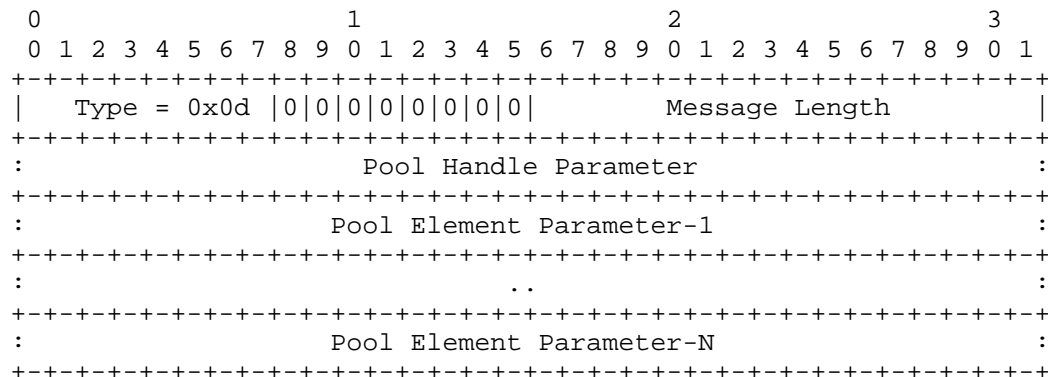 0                   1                   2                   3
 0 1 2 3 4 5 6 7 8 9 0 1 2 3 4 5 6 7 8 9 0 1 2 3 4 5 6 7 8 9 0 1
+-+-+-+-+-+-+-+-+-+-+-+-+-+-+-+-+-+-+-+-+-+-+-+-+-+-+-+-+-+-+-+-+
|   Type = 0x0d |0|0|0|0|0|0|0|0|        Message Length         |
+-+-+-+-+-+-+-+-+-+-+-+-+-+-+-+-+-+-+-+-+-+-+-+-+-+-+-+-+-+-+-+-+
:                     Pool Handle Parameter                     :
+-+-+-+-+-+-+-+-+-+-+-+-+-+-+-+-+-+-+-+-+-+-+-+-+-+-+-+-+-+-+-+-+
:                   Pool Element Parameter-1                    :
+-+-+-+-+-+-+-+-+-+-+-+-+-+-+-+-+-+-+-+-+-+-+-+-+-+-+-+-+-+-+-+-+
:                              ..                               :
+-+-+-+-+-+-+-+-+-+-+-+-+-+-+-+-+-+-+-+-+-+-+-+-+-+-+-+-+-+-+-+-+
:                   Pool Element Parameter-N                    :
+-+-+-+-+-+-+-+-+-+-+-+-+-+-+-+-+-+-+-+-+-+-+-+-+-+-+-+-+-+-+-+-+